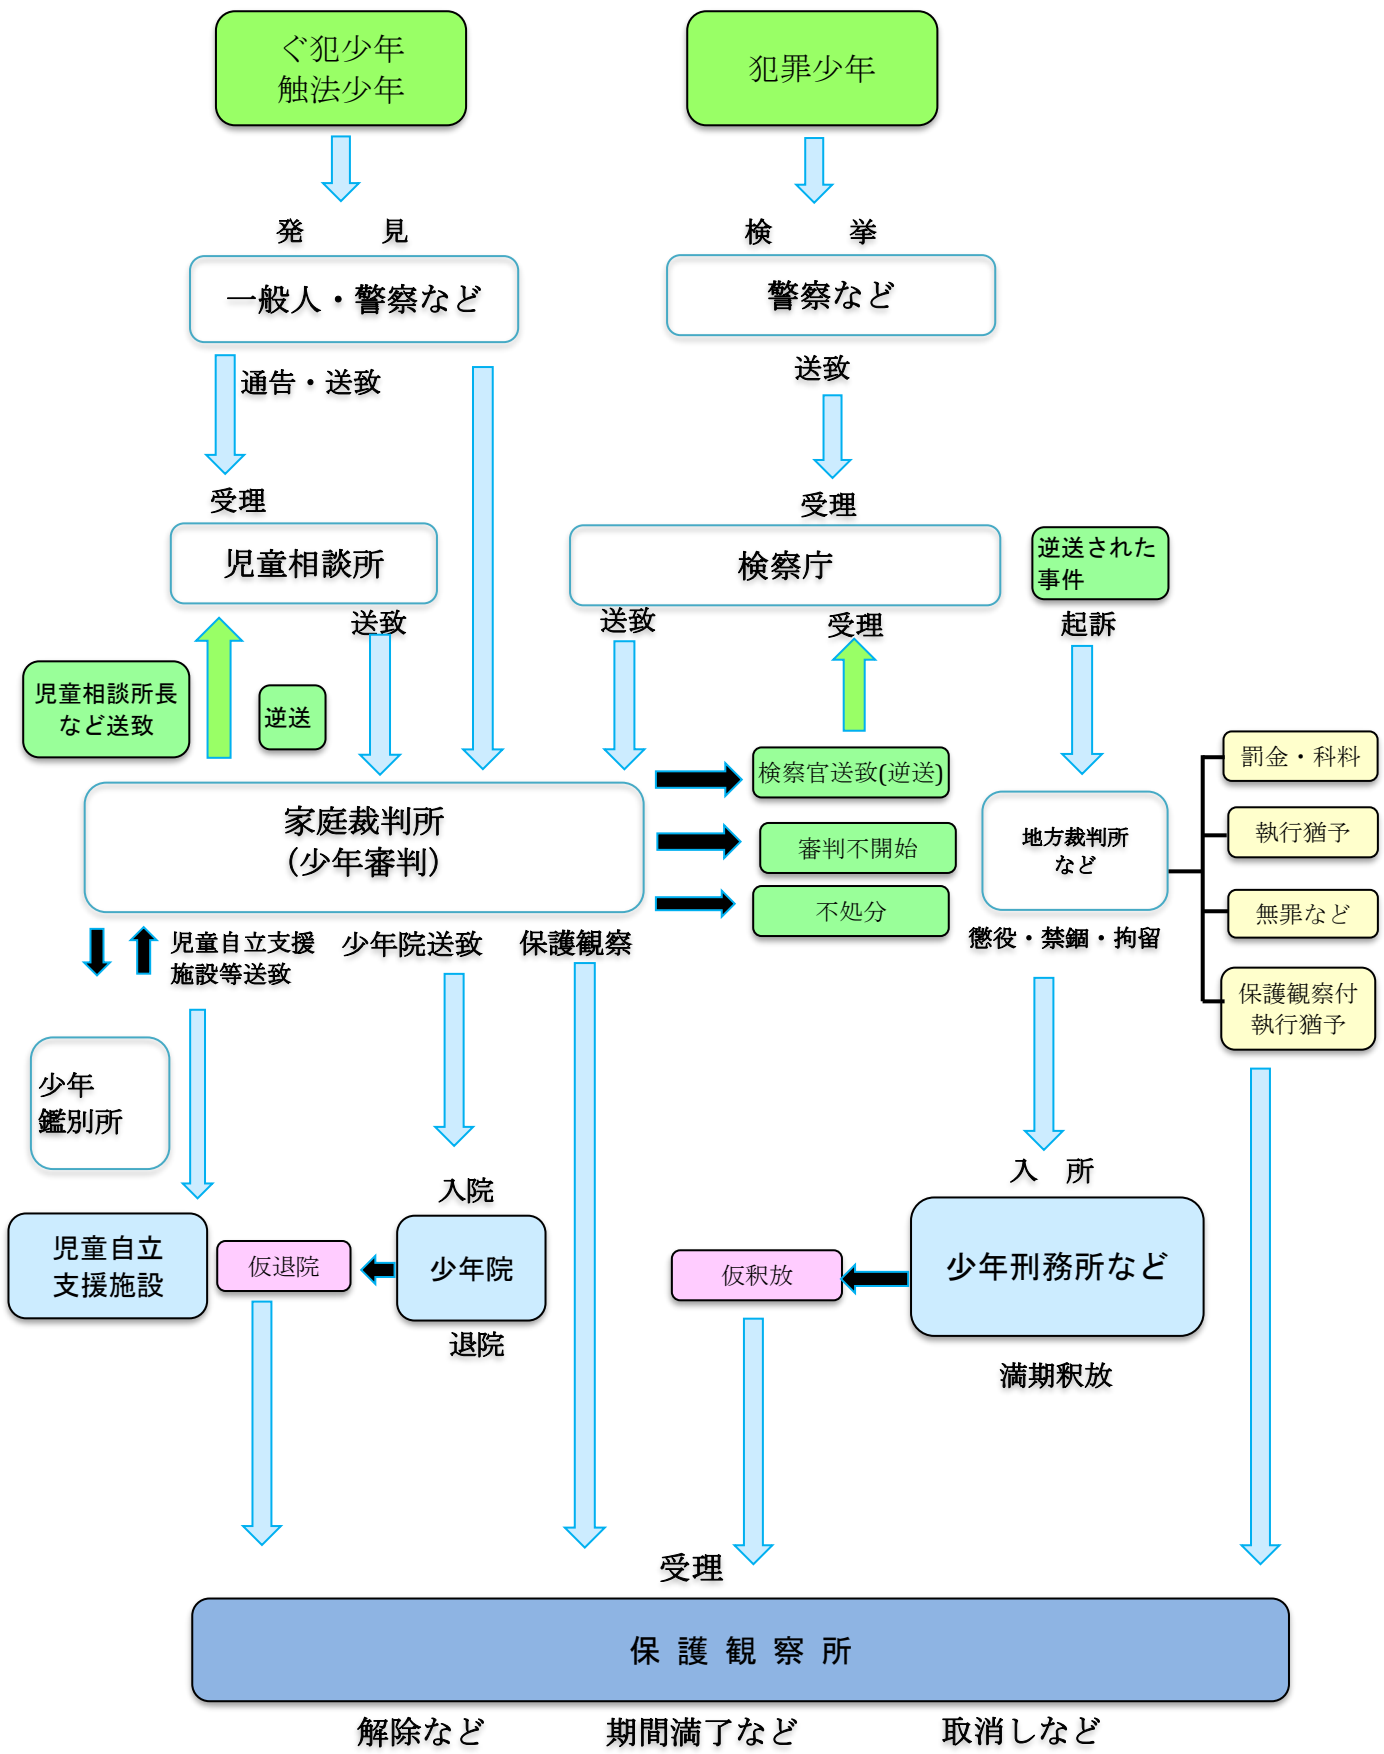 ぐ犯少年
触法少年
犯罪少年
発　見
検　挙
一般人・警察など
警察など
通告・送致
送致
受理
受理
児童相談所
検察庁
逆送された
事件
送致
送致
受理
起訴
児童相談所長
など送致
逆送
検察官送致(逆送)
審判不開始
不処分
家庭裁判所
（少年審判）
地方裁判所
など
罰金・科料
執行猶予
無罪など
保護観察付
執行猶予
児童自立支援
施設等送致
少年院送致
保護観察
懲役・禁錮・拘留
少年
鑑別所
入院
入　所
児童自立
支援施設
仮退院
少年院
仮釈放
少年刑務所など
退院
満期釈放
受理
保 護 観 察 所
解除など
期間満了など
取消しなど